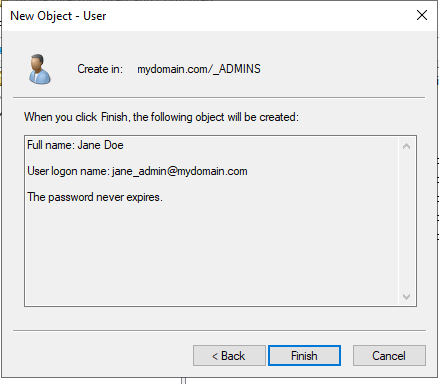 New Object - User
Create in: mydomain.com/_ADMINS
When you click Finish, the following object will be created:
Full name: Jane Doe
User logon name: jane_admin@mydomain.com
The password never expires.
< Back
Finish
Cancel